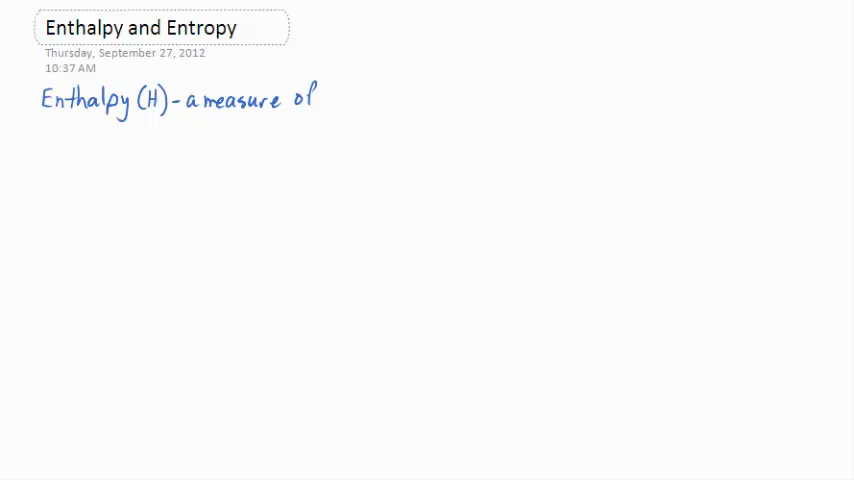 Enthalpy and Entropy
Thursday, September 27, 2012
10:37 AM
Enthalpy (H) - a measure of